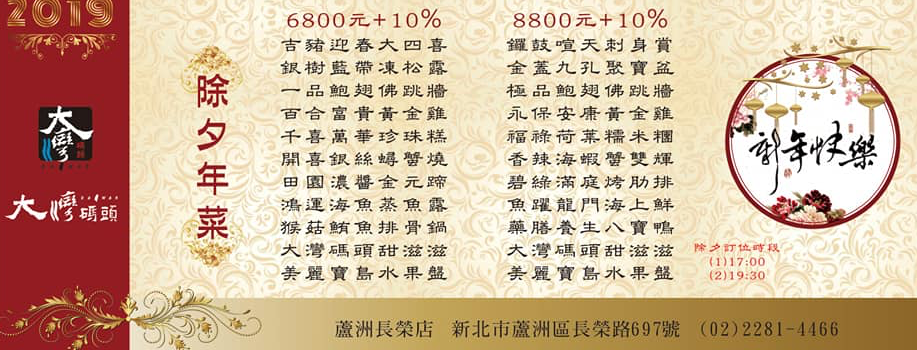 2019
大灣碼頭
大灣碼頭
除夕年菜
6800元+10%
吉豬迎春大四喜
銀樹藍帶凍松露
一品鮑翅佛跳牆
百合富貴黃金雞
千喜萬華珍珠糕
開喜銀絲蟳蟹燒
田園濃醬金元蹄
鴻運海魚蒸魚露
猴菇鮪魚排骨鍋
大灣碼頭甜滋滋
美麗寶島水果盤
8800元+10%
鑼鼓喧天刺身賞
金蓋九孔聚寶盆
極品鮑翅佛跳牆
永保安康黃金雞
福祿荷葉糯米糰
香辣海蝦蟹雙輝
碧綠滿庭烤肋排
魚躍龍門海上鮮
藥膳養生八寶鴨
大灣碼頭甜滋滋
美麗寶島水果盤
新年快樂
除夕訂位時段
(1)17:00
(2)19:30
蘆洲長榮店 新北市蘆洲區長榮路697號 (02)2281-4466